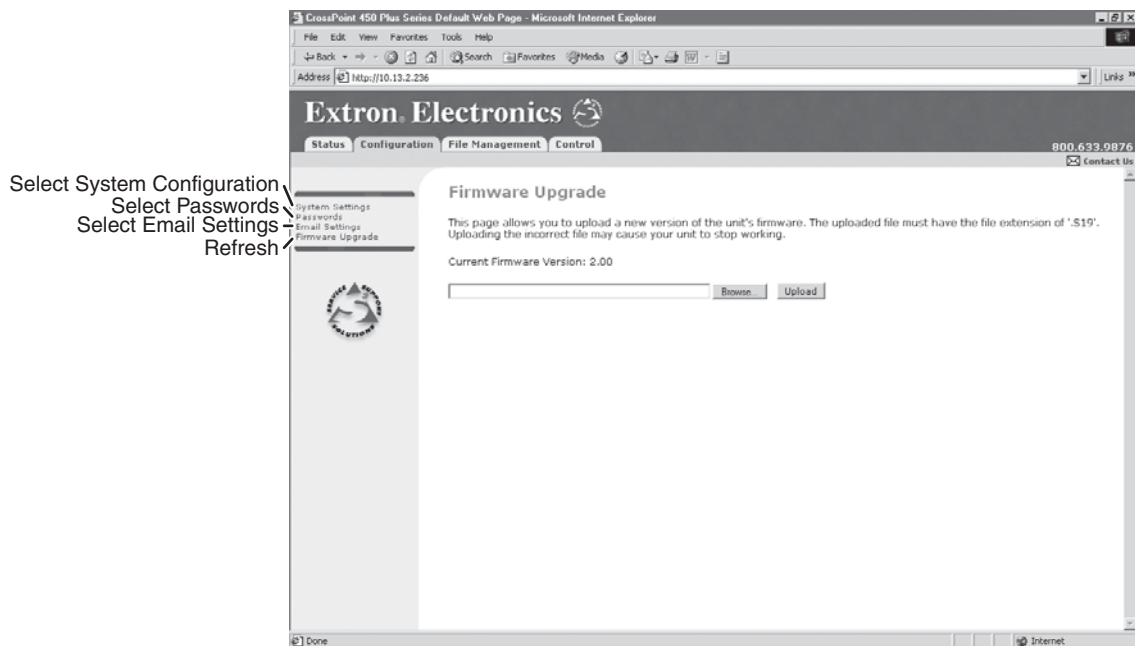 CrossPoint 450 Plus Series Default Web Page - Microsoft Internet Explorer
File Edit View Favorites Tools Help
Back Search Favorites Media
Address http://10.13.2.236 Links »
Extron. Electronics
Status Configuration File Management Control
800.633.9876
Contact Us
Select System Configuration
Select Passwords
Select Email Settings
Refresh
System Settings
Passwords
Email Settings
Firmware Upgrade
SERVICE SUPPORT SOLUTIONS
S3
Firmware Upgrade
This page allows you to upload a new version of the unit's firmware. The uploaded file must have the file extension of '.S19'.
Uploading the incorrect file may cause your unit to stop working.
Current Firmware Version: 2.00
Browse... Upload
Done Internet